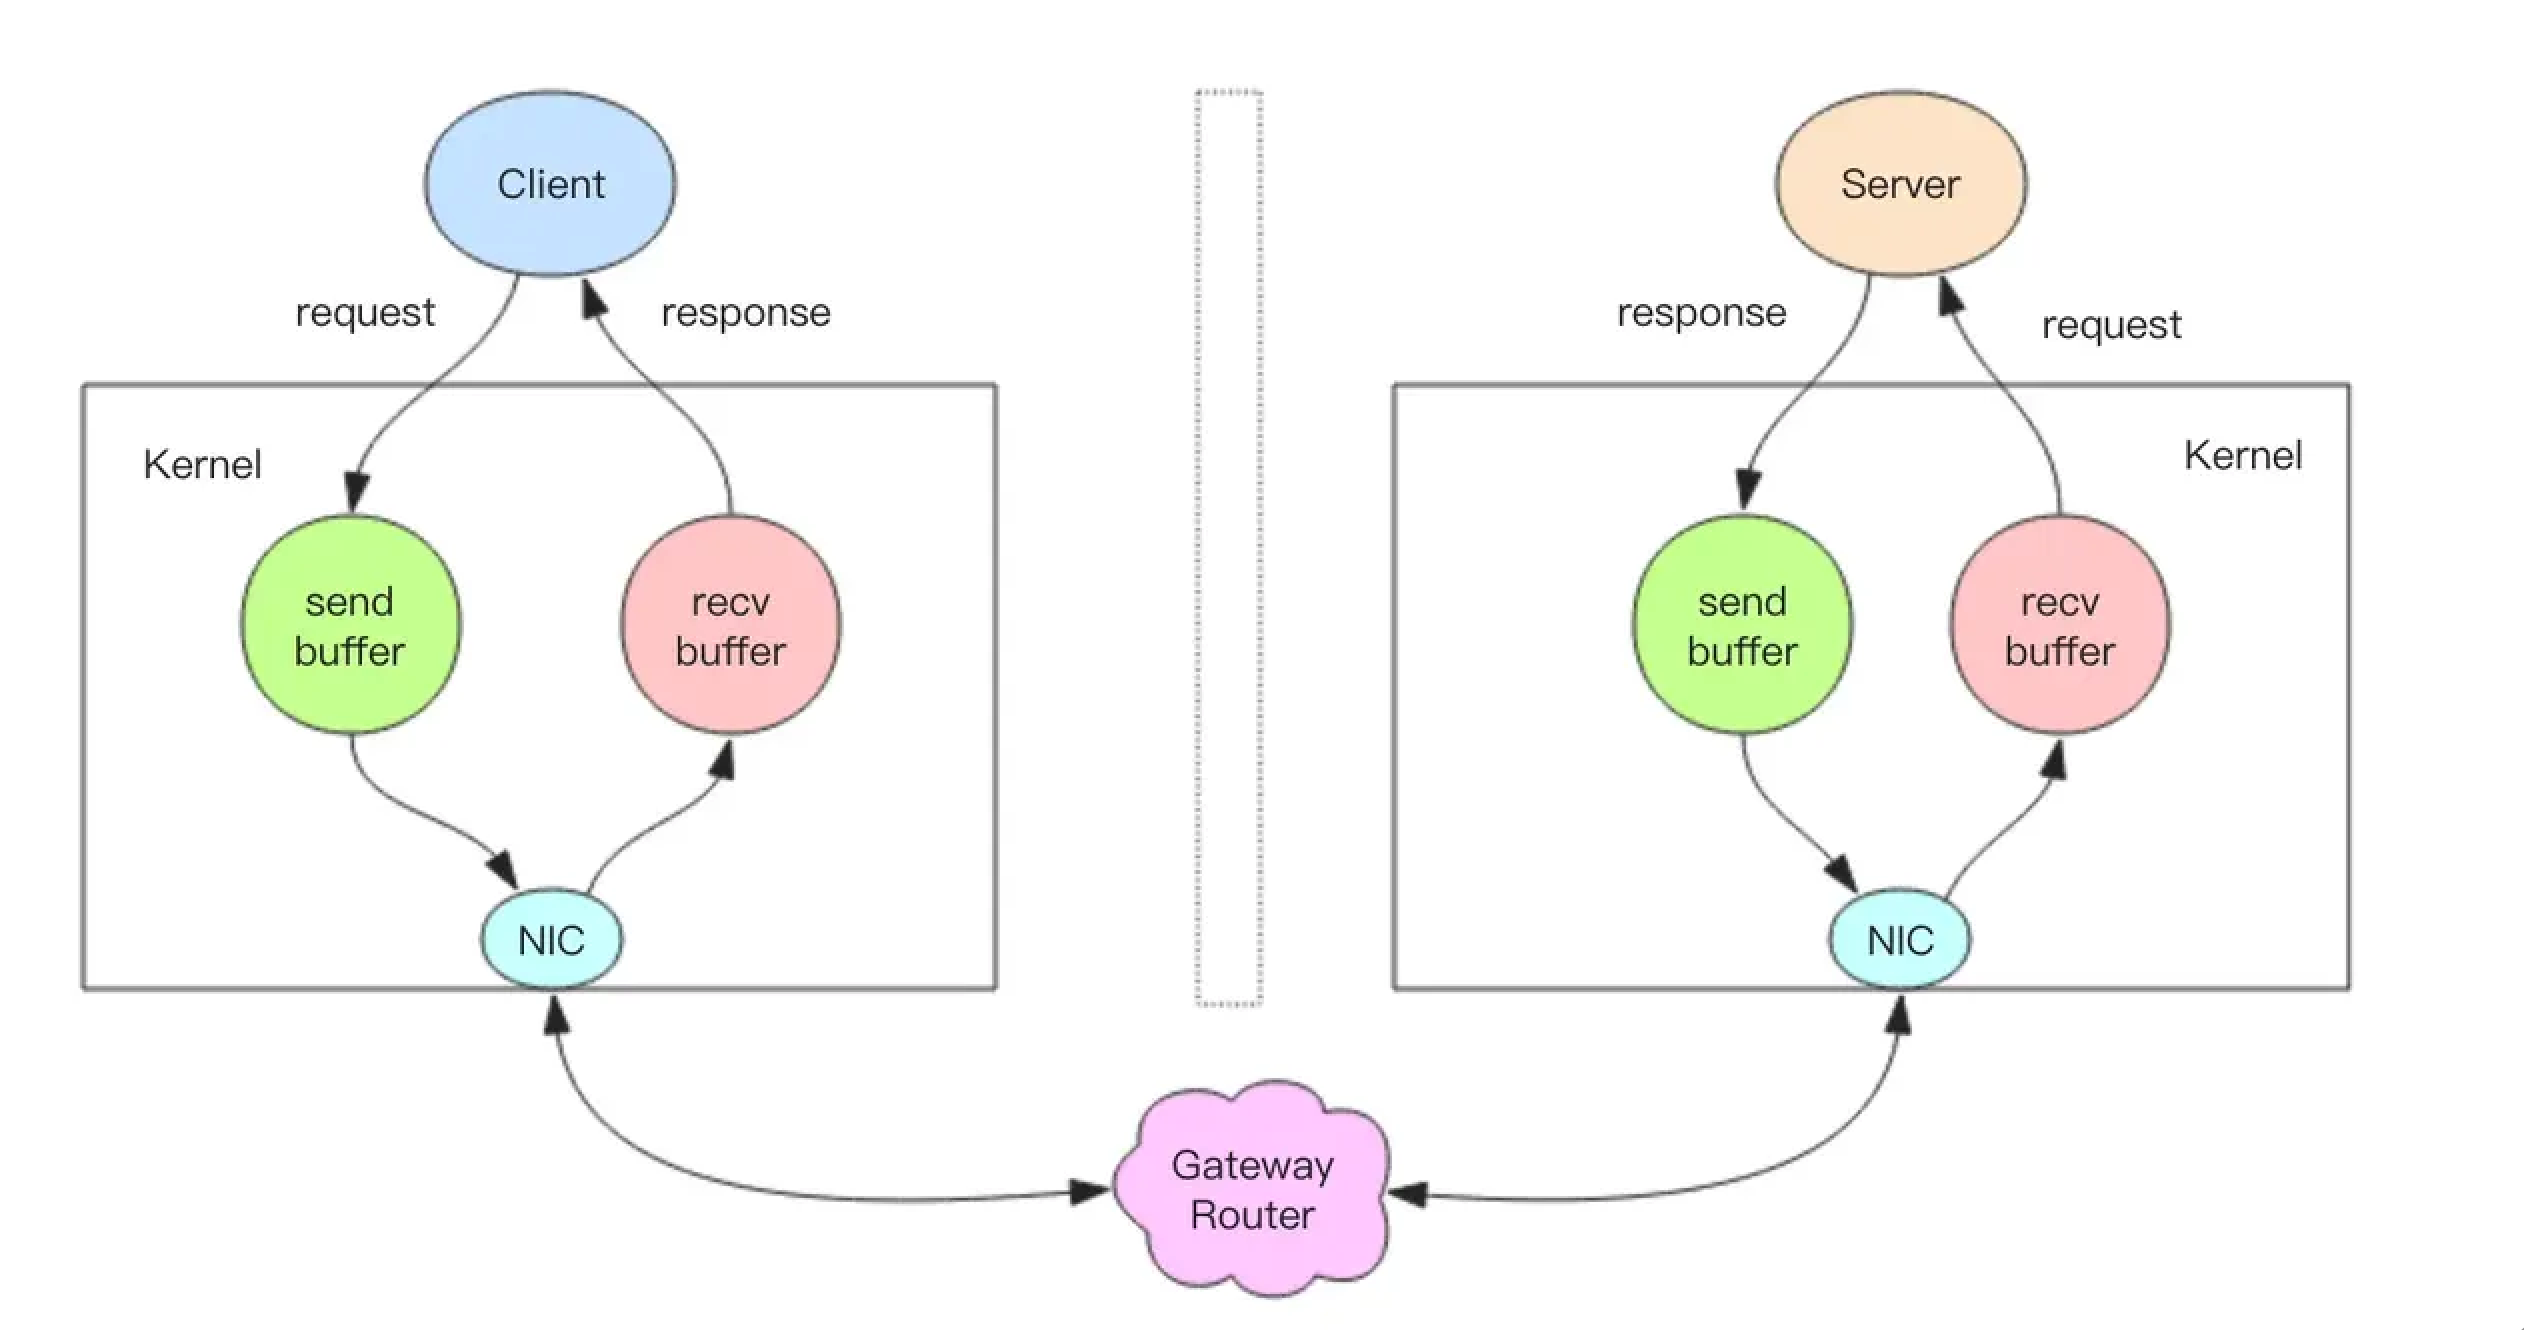 Client
Server
request
response
response
request
Kernel
Kernel
send
buffer
recv
buffer
send
buffer
recv
buffer
NIC
NIC
Gateway
Router